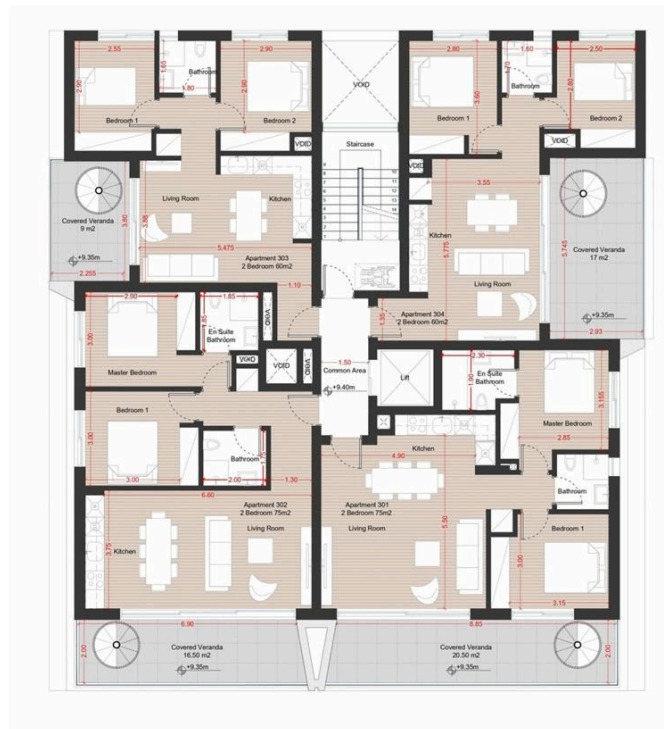 2.55
1.65
Bathroom
1.80
2.90
2.90
Bedroom 1
2.90
Bedroom 2
VOID
VOID
Staircase
2.80
3.60
Bedroom 1
1.60
1.70
Bathroom
2.50
2.80
Bedroom 2
VOID
VOID
Covered Veranda
9 m2
+9.35m
2.255
3.80
3.98
Living Room
Kitchen
5.475
Apartment 303
2 Bedroom 60m2
1.10
3.55
Kitchen
5.775
Living Room
Apartment 304
2 Bedroom 60m2
1.35
5.745
Covered Veranda
17 m2
+9.35m
2.93
2.90
3.00
Master Bedroom
1.85
1.85
En Suite
Bathroom
VOID
VOID
VOID
VOID
1.50
Common Area
+9.40m
Lift
2.30
1.90
En Suite
Bathroom
3.155
Master Bedroom
2.85
Bedroom 1
3.00
3.00
Bathroom
2.00
1.30
Kitchen
4.90
Bathroom
6.60
Apartment 302
2 Bedroom 75m2
Living Room
Kitchen
3.75
Apartment 301
2 Bedroom 75m2
Living Room
5.50
Bedroom 1
3.00
3.15
6.90
8.85
2.00
Covered Veranda
16.50 m2
+9.35m
Covered Veranda
20.50 m2
+9.35m
2.00